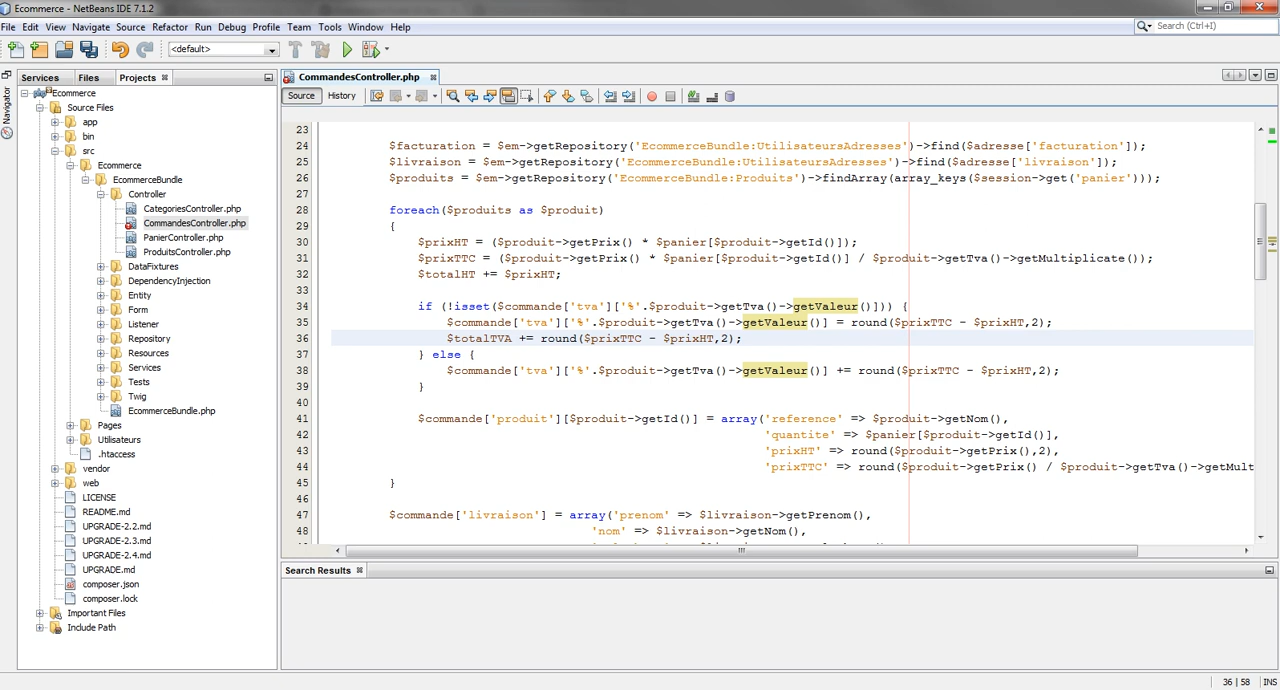 Ecommerce - NetBeans IDE 7.1.2
File Edit View Navigate Source Refactor Run Debug Profile Team Tools Window Help
Search (Ctrl+I)
<default>
Services Files Projects
CommandesController.php
Source History
Navigator
Ecommerce
Source Files
app
bin
src
Ecommerce
EcommerceBundle
Controller
CategoriesController.php
CommandesController.php
PanierController.php
ProduitsController.php
DataFixtures
DependencyInjection
Entity
Form
Listener
Repository
Resources
Services
Tests
Twig
EcommerceBundle.php
Pages
Utilisateurs
.htaccess
vendor
web
LICENSE
README.md
UPGRADE-2.2.md
UPGRADE-2.3.md
UPGRADE-2.4.md
UPGRADE.md
composer.json
composer.lock
Important Files
Include Path
23
24 $facturation = $em->getRepository('EcommerceBundle:UtilisateursAdresses')->find($adresse['facturation']);
25 $livraison = $em->getRepository('EcommerceBundle:UtilisateursAdresses')->find($adresse['livraison']);
26 $produits = $em->getRepository('EcommerceBundle:Produits')->findArray(array_keys($session->get('panier')));
27
28 foreach($produits as $produit)
29 {
30 $prixHT = ($produit->getPrix() * $panier[$produit->getId()]);
31 $prixTTC = ($produit->getPrix() * $panier[$produit->getId()] / $produit->getTva()->getMultiplicate());
32 $totalHT += $prixHT;
33
34 if (!isset($commande['tva']['%'.$produit->getTva()->getValeur()])) {
35 $commande['tva']['%'.$produit->getTva()->getValeur()] = round($prixTTC - $prixHT,2);
36 $totalTVA += round($prixTTC - $prixHT,2);
37 } else {
38 $commande['tva']['%'.$produit->getTva()->getValeur()] += round($prixTTC - $prixHT,2);
39 }
40
41 $commande['produit'][$produit->getId()] = array('reference' => $produit->getNom(),
42 'quantite' => $panier[$produit->getId()],
43 'prixHT' => round($produit->getPrix(),2),
44 'prixTTC' => round($produit->getPrix() / $produit->getTva()->getMult
45 }
46
47 $commande['livraison'] = array('prenom' => $livraison->getPrenom(),
48 'nom' => $livraison->getNom(),
Search Results
36 | 58 INS